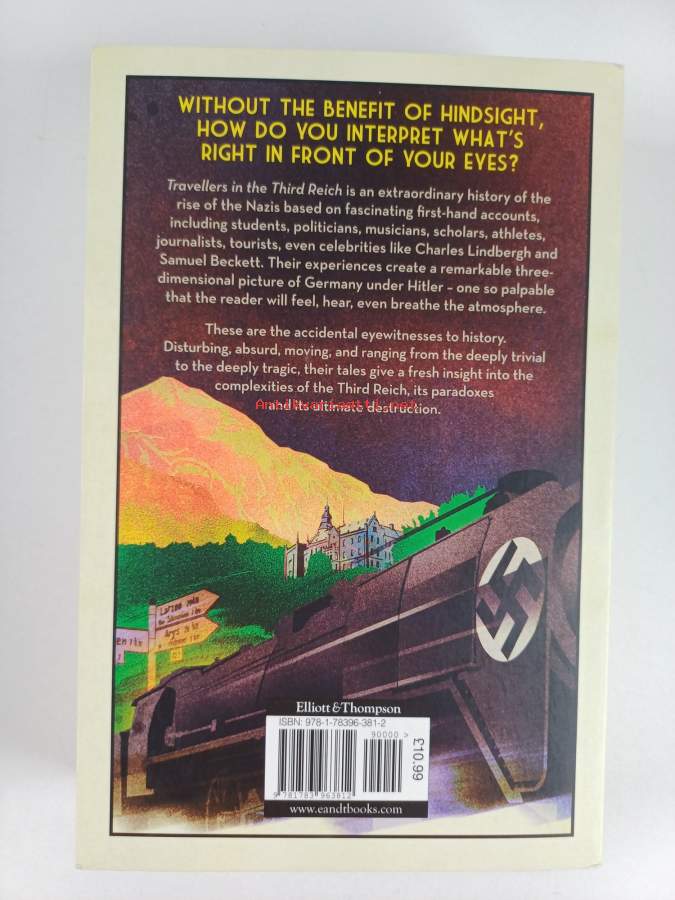 WITHOUT THE BENEFIT OF HINDSIGHT,
HOW DO YOU INTERPRET WHAT'S
RIGHT IN FRONT OF YOUR EYES?
Travellers in the Third Reich is an extraordinary history of the
rise of the Nazis based on fascinating first-hand accounts,
including students, politicians, musicians, scholars, athletes,
journalists, tourists, even celebrities like Charles Lindbergh and
Samuel Beckett. Their experiences create a remarkable three-
dimensional picture of Germany under Hitler – one so palpable
that the reader will feel, hear, even breathe the atmosphere.
These are the accidental eyewitnesses to history.
Disturbing, absurd, moving, and ranging from the deeply trivial
to the deeply tragic, their tales give a fresh insight into the
complexities of the Third Reich, its paradoxes
and its ultimate destruction.
Elliott & Thompson
ISBN: 978-1-78396-381-2
90000 >
£10.99
9 781783 963812
www.eandtbooks.com